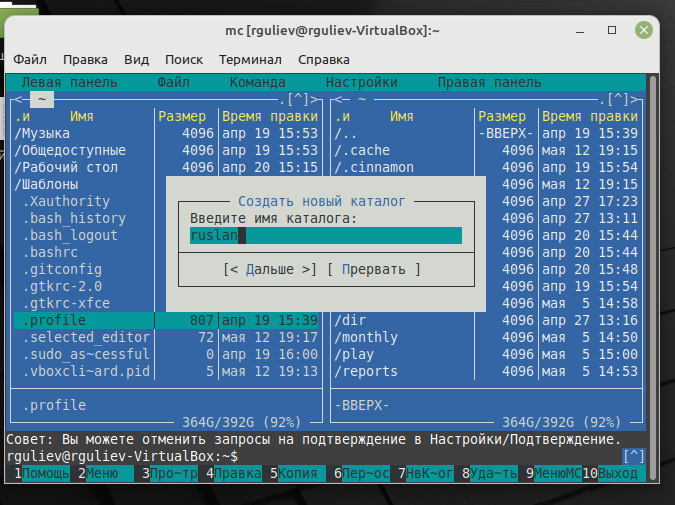 mc [rguliev@rguliev-VirtualBox]:~
Файл Правка Вид Поиск Терминал Справка
Левая панель Файл Команда Настройки Правая панель
<─ ~ ─.[^]> <─ ~ ─.[^]>
.и Имя Размер Время правки .и Имя Размер Время правки
/Музыка 4096 апр 19 15:53 /.. -ВВЕРХ- апр 19 15:39
/Общедоступные 4096 апр 19 15:53 /.cache 4096 мая 12 19:15
/Рабочий стол 4096 апр 20 15:15 /.cinnamon 4096 апр 19 15:54
/Шаблоны 4096 мая 12 19:15
.Xauthority 4096 апр 27 17:23
Создать новый каталог
.bash_history Введите имя каталога: 4096 апр 27 13:11
.bash_logout ruslan 4096 апр 20 15:44
.bashrc 4096 апр 20 15:44
.gitconfig [< Дальше >] [ Прервать ] 4096 апр 20 15:48
.gtkrc-2.0 4096 апр 19 15:54
.gtkrc-xfce 4096 мая 5 14:58
.profile 807 апр 19 15:39 /dir 4096 апр 27 13:16
.selected_editor 72 мая 12 19:17 /monthly 4096 мая 5 14:50
.sudo_as~cessful 0 апр 19 16:00 /play 4096 мая 5 15:00
.vboxcli~ard.pid 5 мая 12 19:13 /reports 4096 мая 5 14:53
.profile -ВВЕРХ-
364G/392G (92%) 364G/392G (92%)
Совет: Вы можете отменить запросы на подтверждение в Настройки/Подтверждение.
rguliev@rguliev-VirtualBox:~$ [^]
1Помощь 2Меню 3Про~тр 4Правка 5Копия 6Пер~ос 7НвК~ог 8Уда~ть 9МенюMC 10Выход